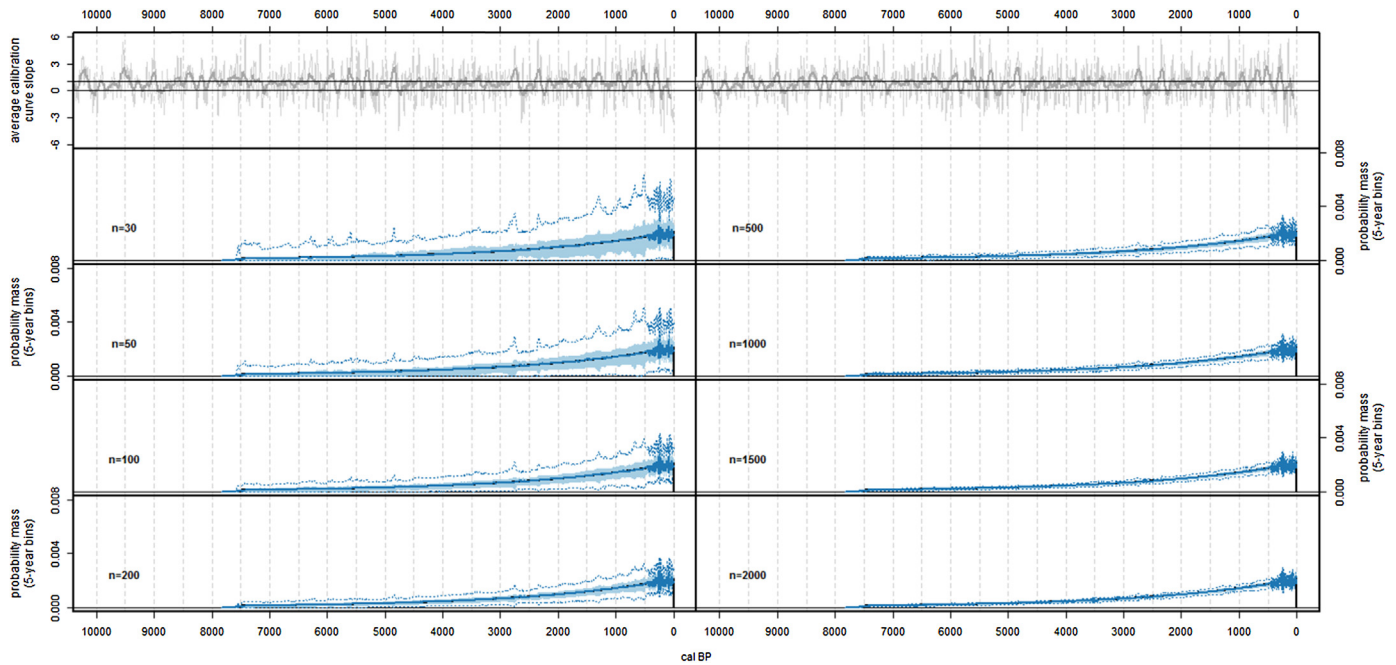 10000 9000 8000 7000 6000 5000 4000 3000 2000 1000 0 10000 9000 8000 7000 6000 5000 4000 3000 2000 1000 0
average calibration
curve slope
6
3
0
-3
-6
n=30
n=500
0.008
0.004
0.000
probability mass
(5-year bins)
probability mass
(5-year bins)
0.008
0.004
0.000
n=50
n=1000
n=100
n=1500
0.008
0.004
0.000
probability mass
(5-year bins)
probability mass
(5-year bins)
0.008
0.004
0.000
n=200
n=2000
10000 9000 8000 7000 6000 5000 4000 3000 2000 1000 0 10000 9000 8000 7000 6000 5000 4000 3000 2000 1000 0
cal BP